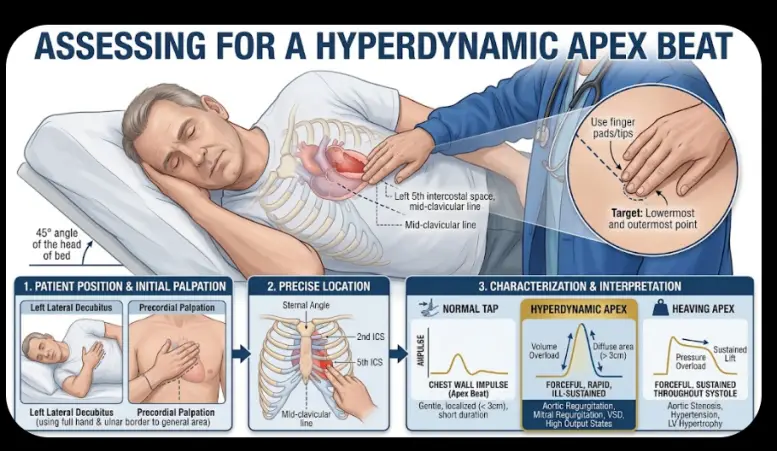 ASSESSING FOR A HYPERDYNAMIC APEX BEAT
Use finger
pads/tips
Target: Lowermost
and outermost point
Left 5th intercostal space,
mid-clavicular line
Mid-clavicular line
45° angle
of the head
of bed
1. PATIENT POSITION & INITIAL PALPATION
Left Lateral Decubitus
Precordial Palpation
Left Lateral Decubitus
Precordial Palpation
(using full hand & ulnar border to general area)
2. PRECISE LOCATION
Sternal Angle
2nd ICS
5th ICS
Mid-clavicular
line
3. CHARACTERIZATION & INTERPRETATION
NORMAL TAP
CHEST WALL IMPULSE
(Apex Beat)
Gentle, localized (< 3cm),
short duration
HYPERDYNAMIC APEX
Volume
Overload
Diffuse area
(> 3cm)
FORCEFUL, RAPID,
ILL-SUSTAINED
Aortic Regurgitation,
Mitral Regurgitation, VSD,
High Output States
HEAVING APEX
Sustained
Lift
Pressure
Overload
FORCEFUL, SUSTAINED
THROUGHOUT SYSTOLE
Aortic Stenosis,
Hypertension,
LV Hypertrophy